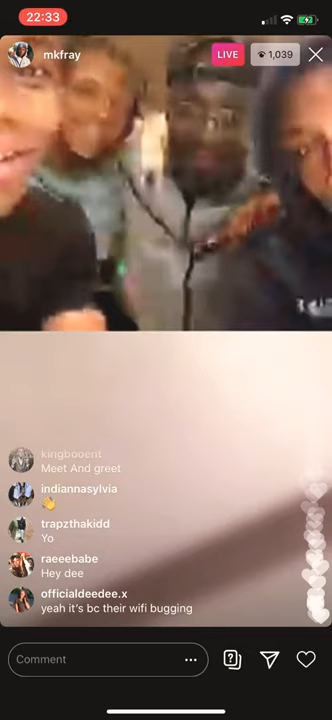 22:33
mkfray
LIVE
1,039
kingbooent
Meet And greet
indiannasylvia
👋
trapzthakidd
Yo
raeeebabe
Hey dee
officialdeedee.x
yeah it's bc their wifi bugging
Comment